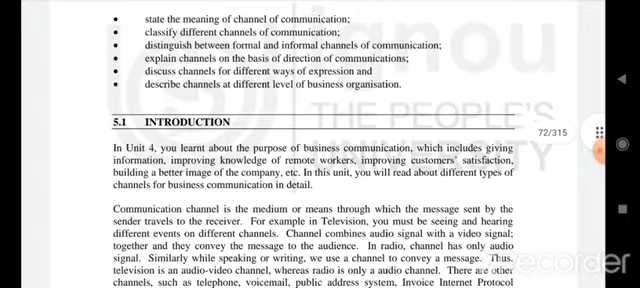 ignou
THE PEOPLE'S
UNIVERSITY
• state the meaning of channel of communication;
• classify different channels of communication;
• distinguish between formal and informal channels of communication;
• explain channels on the basis of direction of communications;
• discuss channels for different ways of expression and
• describe channels at different level of business organisation.
5.1 INTRODUCTION
72/315
In Unit 4, you learnt about the purpose of business communication, which includes giving
information, improving knowledge of remote workers, improving customers' satisfaction,
building a better image of the company, etc. In this unit, you will read about different types of
channels for business communication in detail.
Communication channel is the medium or means through which the message sent by the
sender travels to the receiver. For example in Television, you must be seeing and hearing
different events on different channels. Channel combines audio signal with a video signal;
together and they convey the message to the audience. In radio, channel has only audio
signal. Similarly while speaking or writing, we use a channel to convey a message. Thus,
television is an audio-video channel, whereas radio is only a audio channel. There are other
channels, such as telephone, voicemail, public address system, Invoice Internet Protocol